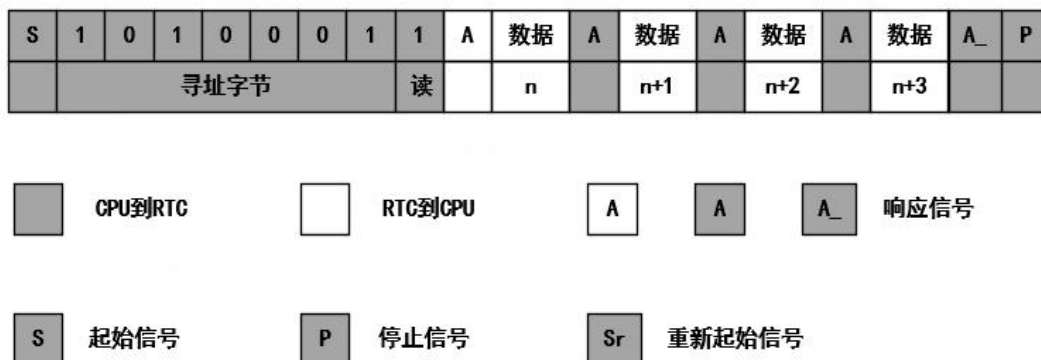 S 1 0 1 0 0 0 1 1 A 数据 A 数据 A 数据 A 数据 A_ P
寻址字节 读 n n+1 n+2 n+3
CPU到RTC RTC到CPU A A A_ 响应信号
S 起始信号 P 停止信号 Sr 重新起始信号